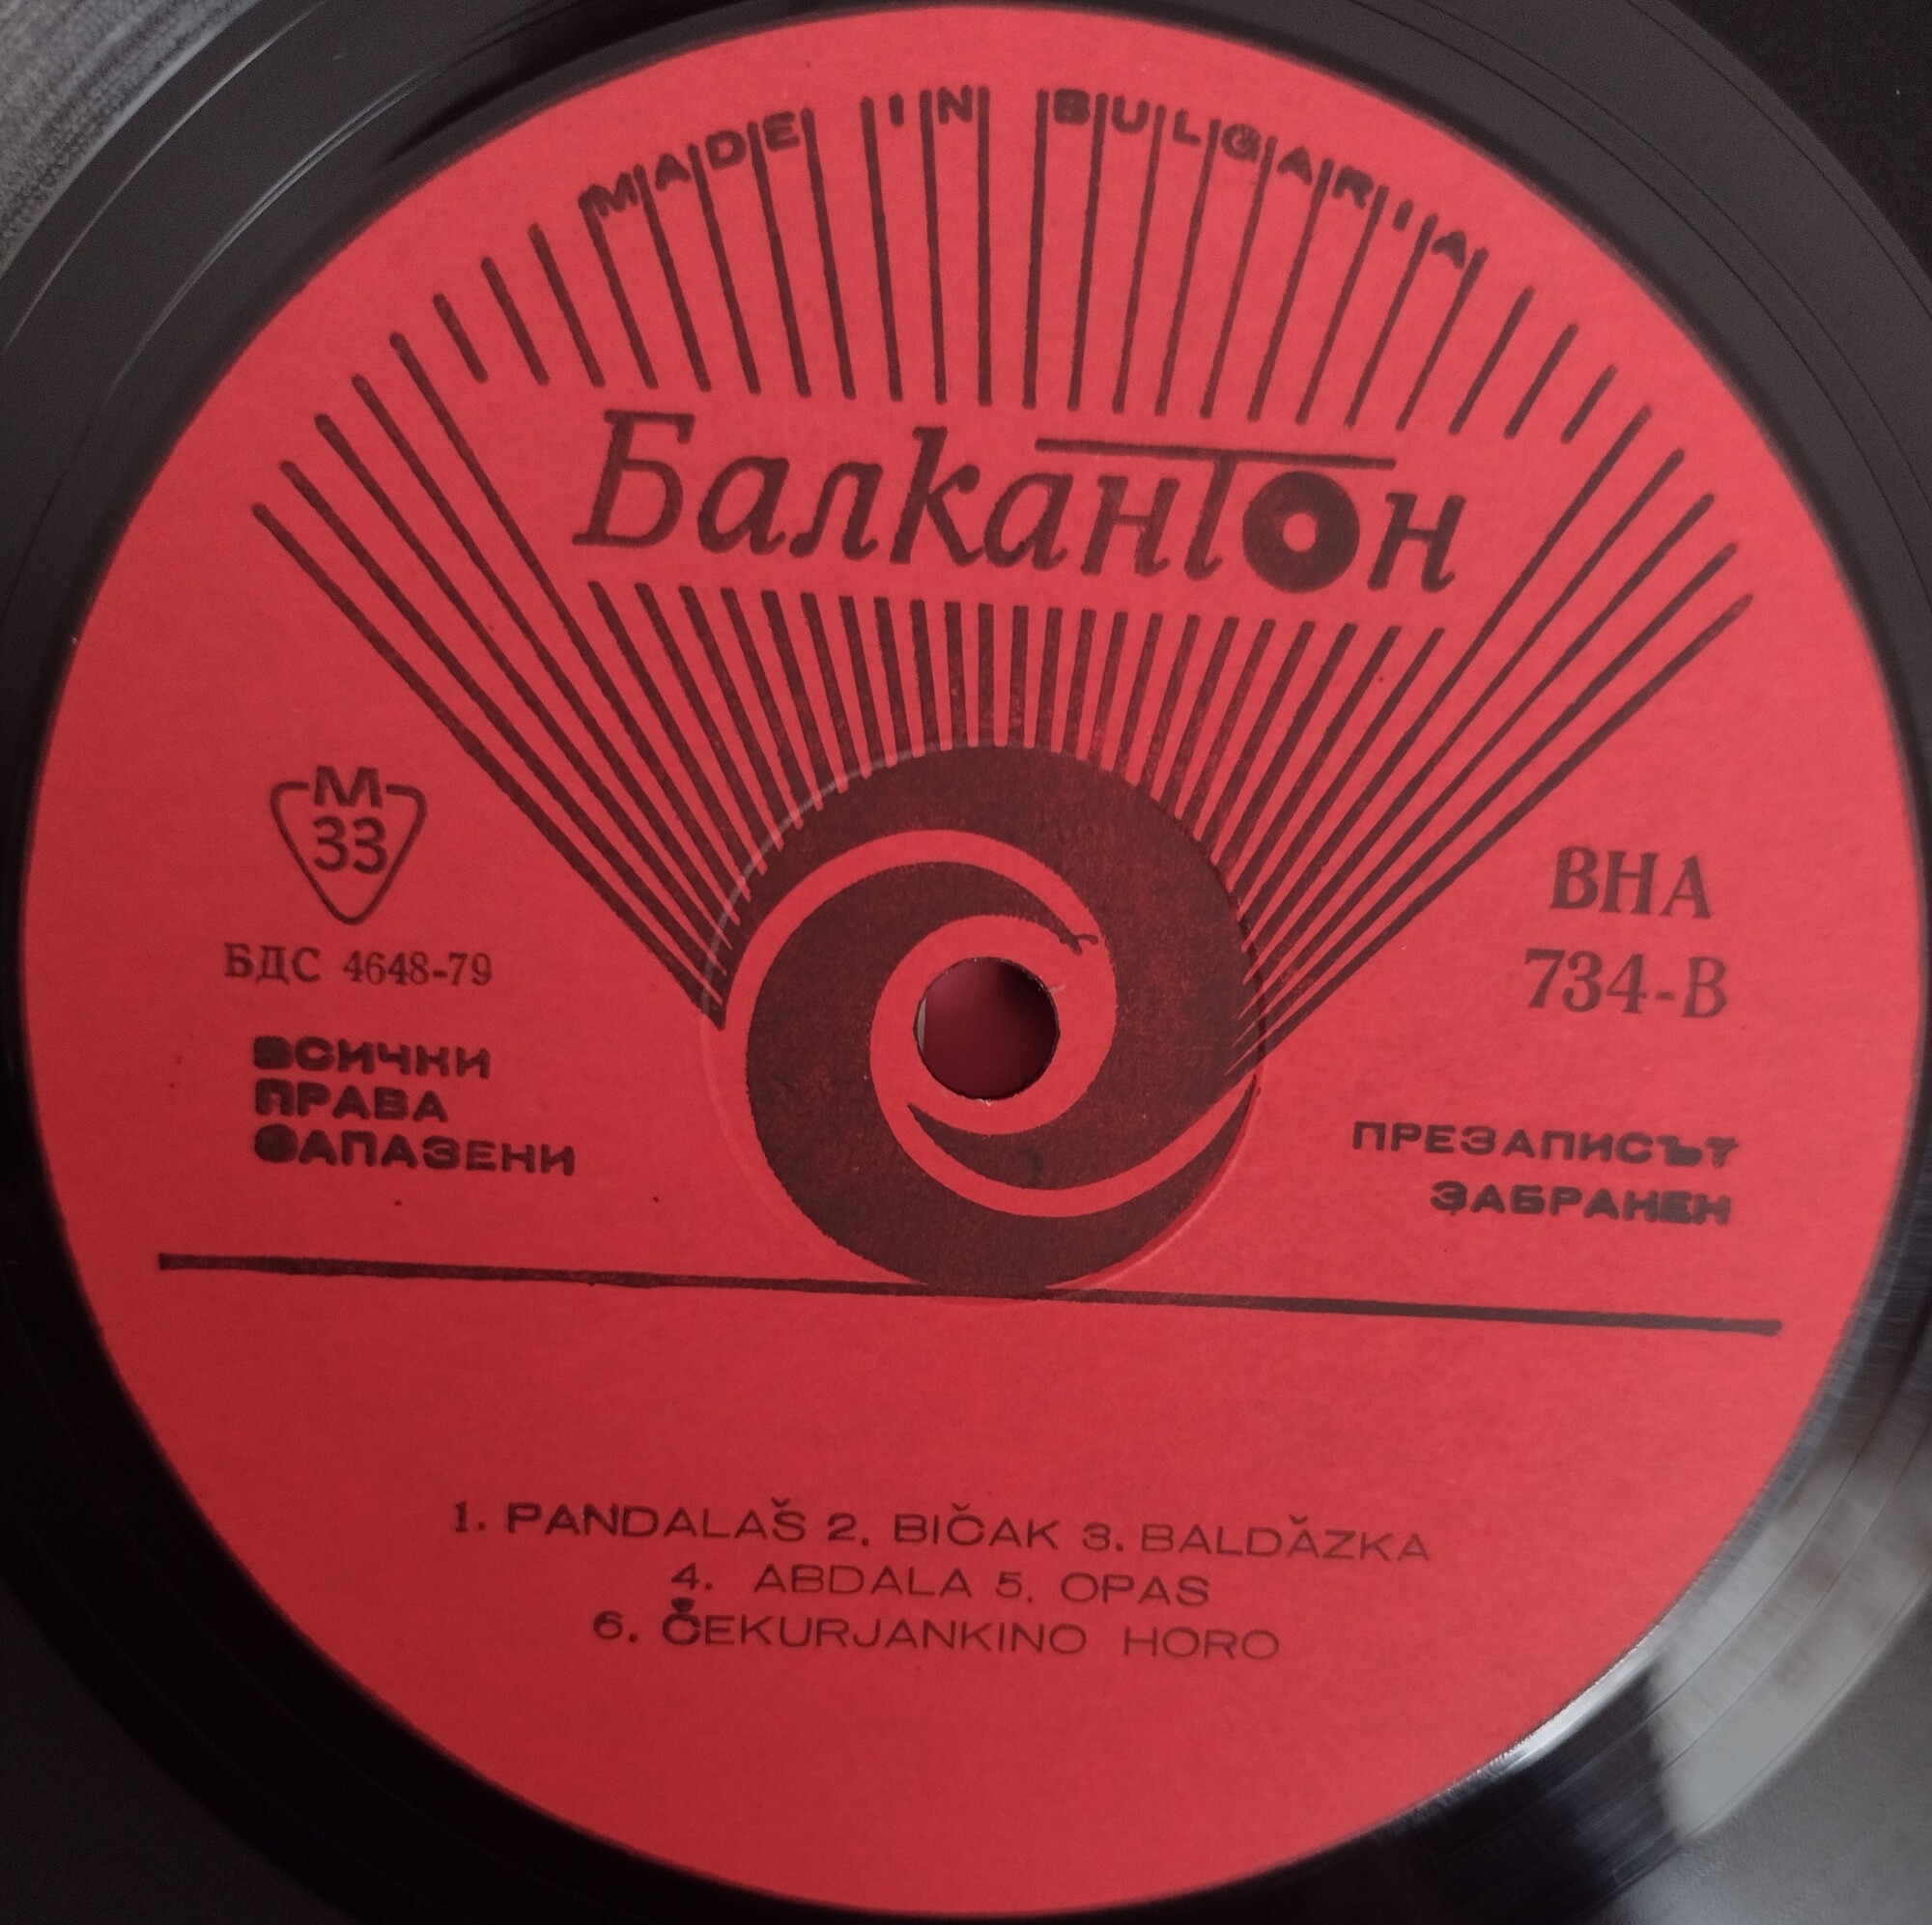 MADE IN BULGARIA
Балкантон
М
33
БДС 4648-79
ВСИЧКИ
ПРАВА
ЗАПАЗЕНИ
ВНА
734-В
ПРЕЗАПИСЪТ
ЗАБРАНЕН
1. PANDALAŠ 2. BIČAK 3. BALDǍZKA
4. ABDALA 5. OPAS
6. ČEKURJANKINO HORO